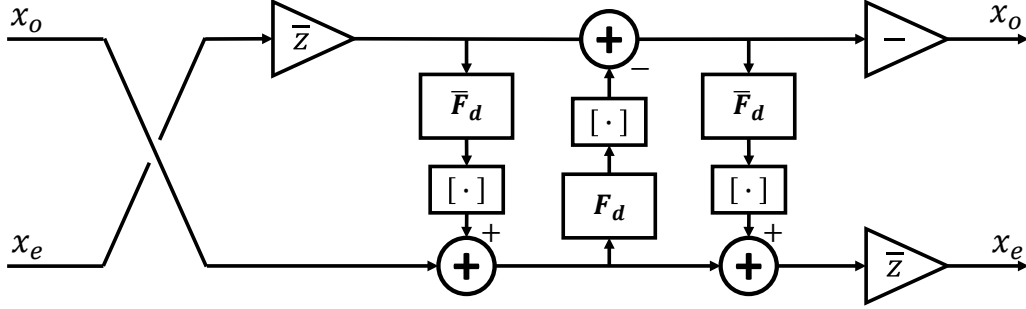 x_o
z̅
+
−
−
x_o
F̅_d
[ · ]
F̅_d
[ · ]
[ · ]
F_d
x_e
+
+
+
+
z̅
x_e